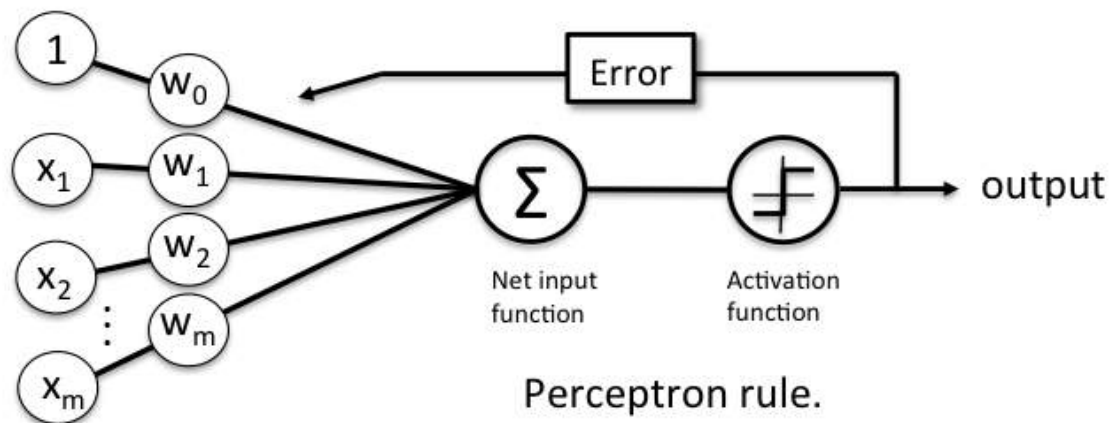 1
w₀
Error
x₁
w₁
Σ
output
x₂
w₂
Net input
function
Activation
function
⋮
wₘ
xₘ
Perceptron rule.